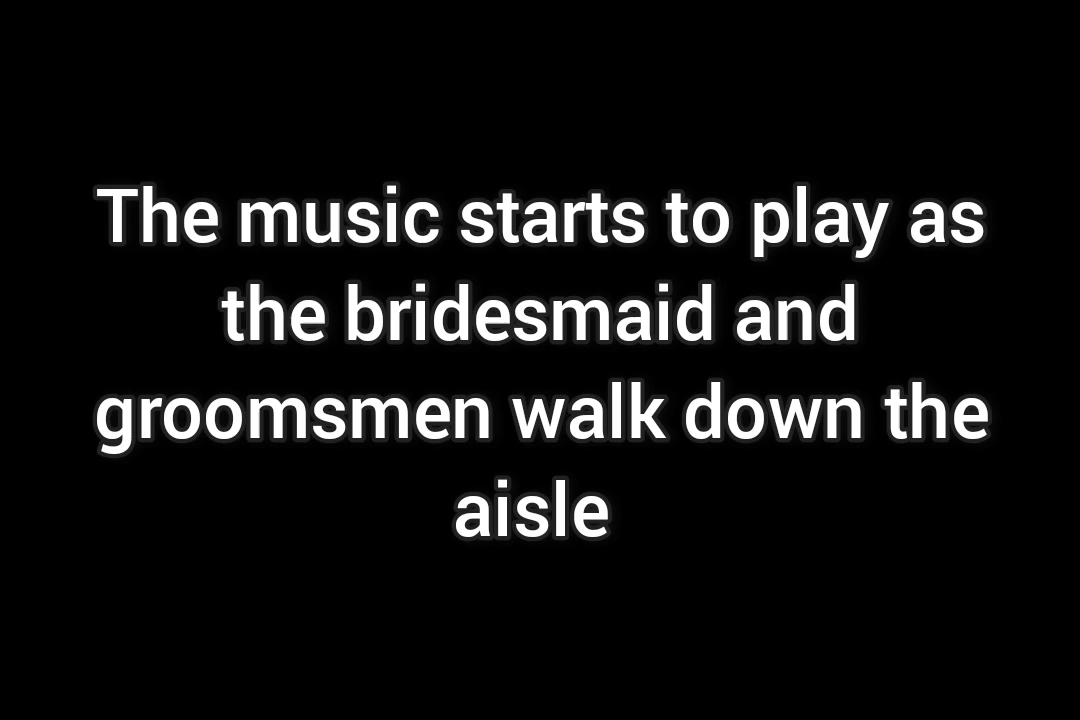 The music starts to play as
the bridesmaid and
groomsmen walk down the
aisle